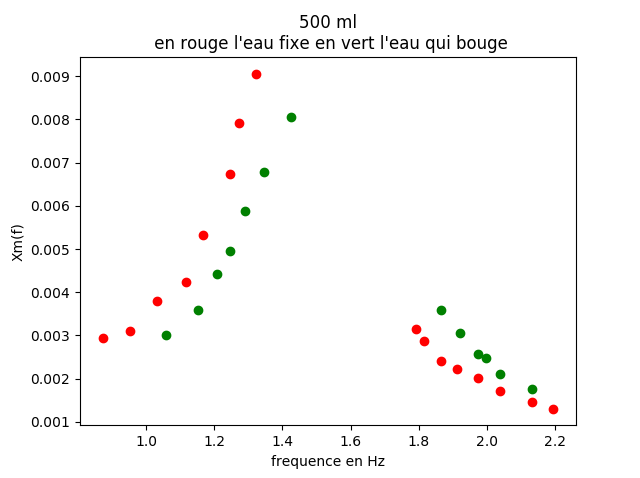 500 ml
en rouge l'eau fixe en vert l'eau qui bouge
0.009
0.008
0.007
0.006
0.005
0.004
0.003
0.002
0.001
Xm(f)
1.0 1.2 1.4 1.6 1.8 2.0 2.2
frequence en Hz